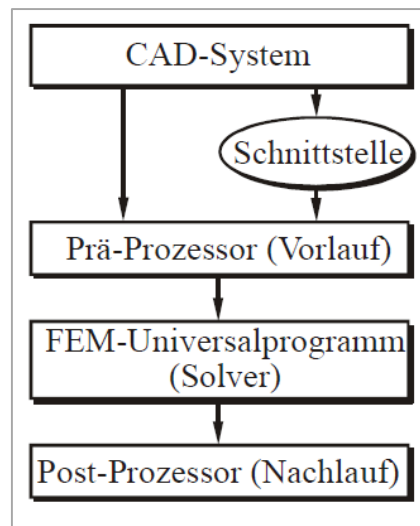 CAD-System
Schnittstelle
Prä-Prozessor (Vorlauf)
FEM-Universalprogramm
(Solver)
Post-Prozessor (Nachlauf)